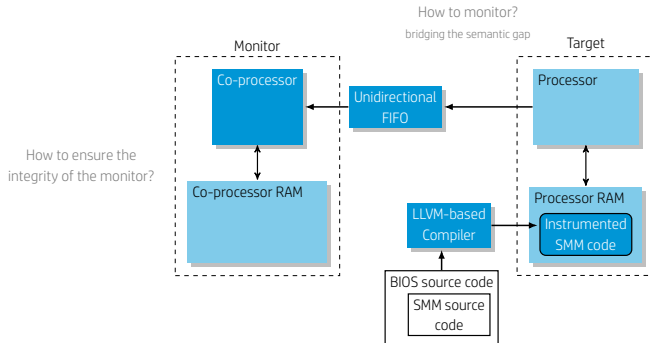 How to monitor?
bridging the semantic gap
Monitor
Target
Co-processor
Unidirectional
FIFO
Processor
How to ensure the
integrity of the monitor?
Co-processor RAM
LLVM-based
Compiler
Processor RAM
Instrumented
SMM code
BIOS source code
SMM source
code